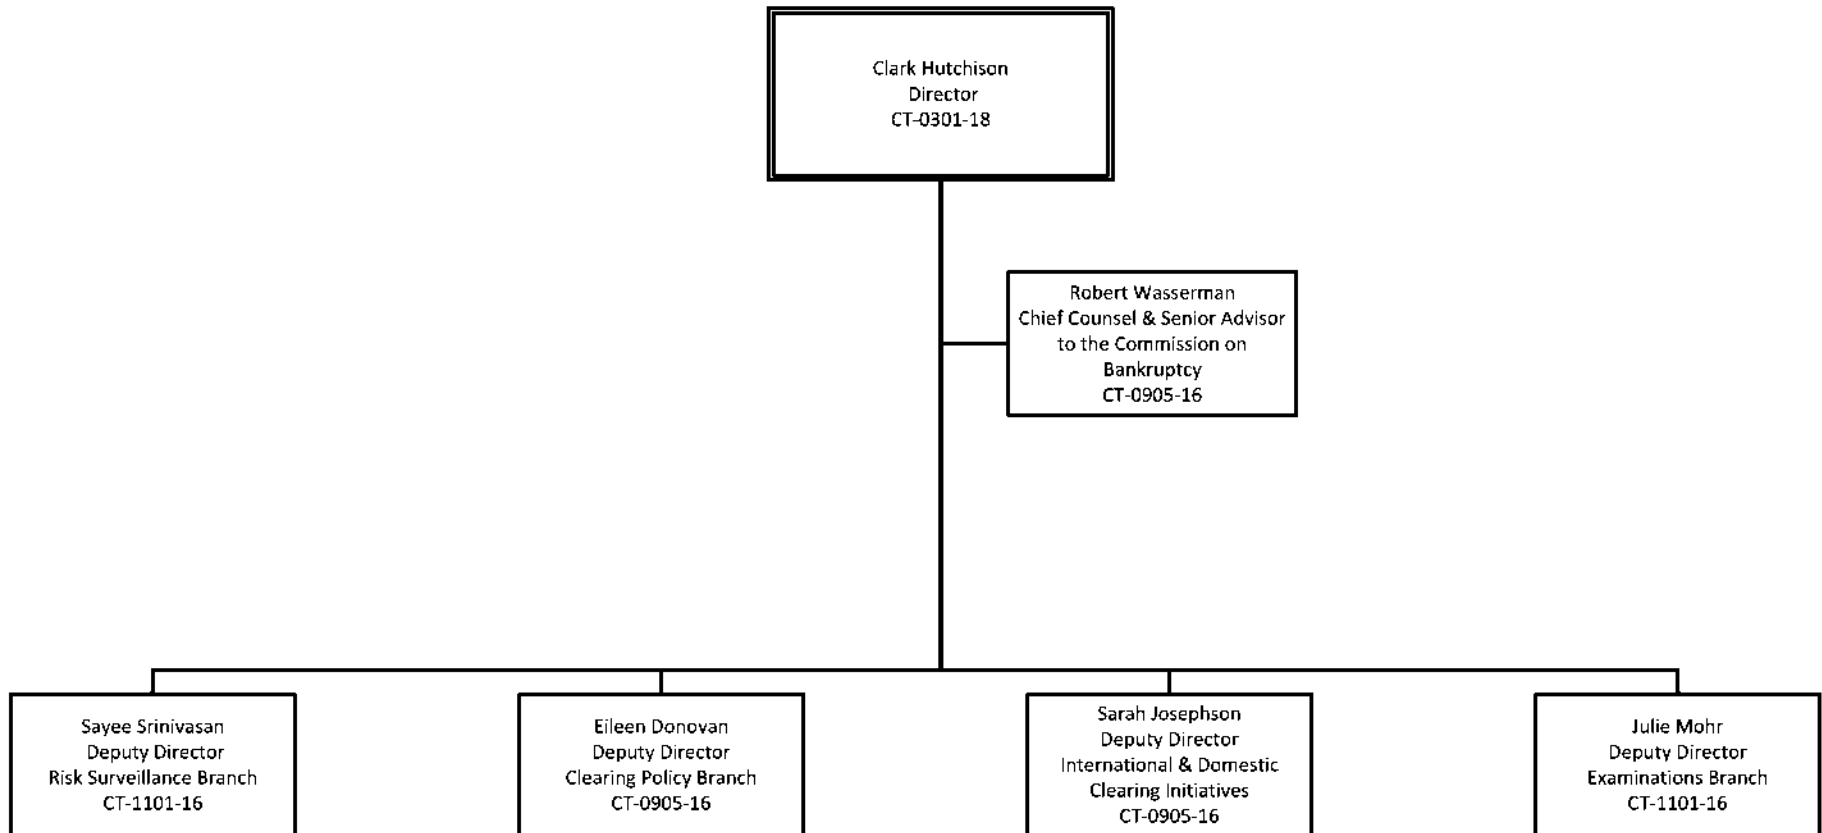 Clark Hutchison
Director
CT-0301-18
Robert Wasserman
Chief Counsel & Senior Advisor
to the Commission on
Bankruptcy
CT-0905-16
Sayee Srinivasan
Deputy Director
Risk Surveillance Branch
CT-1101-16
Eileen Donovan
Deputy Director
Clearing Policy Branch
CT-0905-16
Sarah Josephson
Deputy Director
International & Domestic
Clearing Initiatives
CT-0905-16
Julie Mohr
Deputy Director
Examinations Branch
CT-1101-16